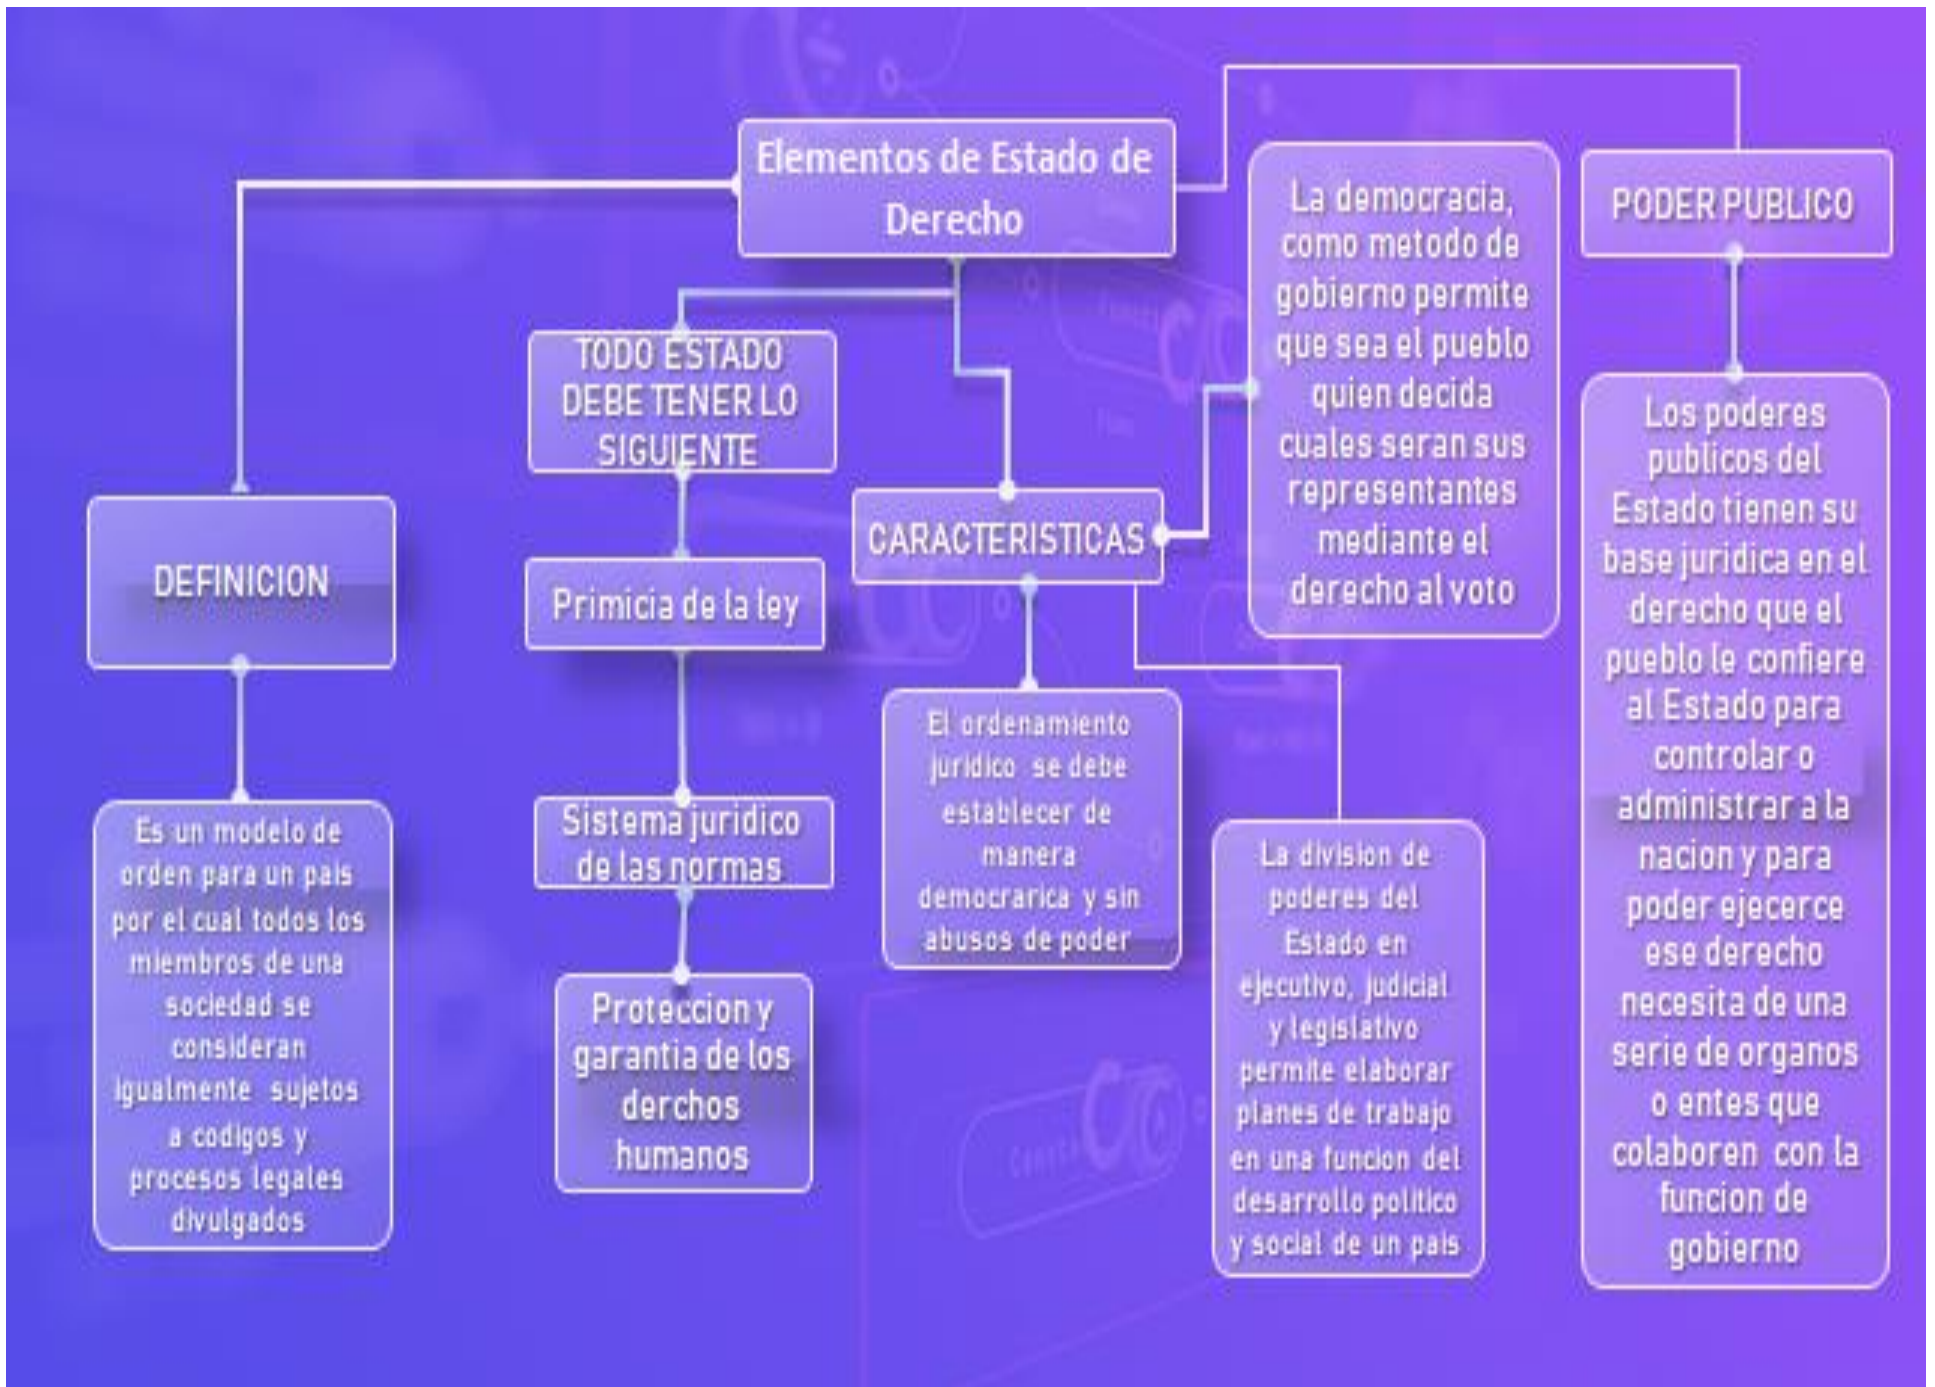 Elementos de Estado de
Derecho
DEFINICION
Es un modelo de
orden para un pais
por el cual todos los
miembros de una
sociedad se
consideran
igualmente sujetos
a codigos y
procesos legales
divulgados
TODO ESTADO
DEBE TENER LO
SIGUIENTE
Primicia de la ley
Sistema juridico
de las normas
Proteccion y
garantia de los
derchos
humanos
CARACTERISTICAS
El ordenamiento
juridico se debe
establecer de
manera
democrarica y sin
abusos de poder
La division de
poderes del
Estado en
ejecutivo, judicial
y legislativo
permite elaborar
planes de trabajo
en una funcion del
desarrollo politico
y social de un pais
La democracia,
como metodo de
gobierno permite
que sea el pueblo
quien decida
cuales seran sus
representantes
mediante el
derecho al voto
PODER PUBLICO
Los poderes
publicos del
Estado tienen su
base juridica en el
derecho que el
pueblo le confiere
al Estado para
controlar o
administrar a la
nacion y para
poder ejecerce
ese derecho
necesita de una
serie de organos
o entes que
colaboren con la
funcion de
gobierno